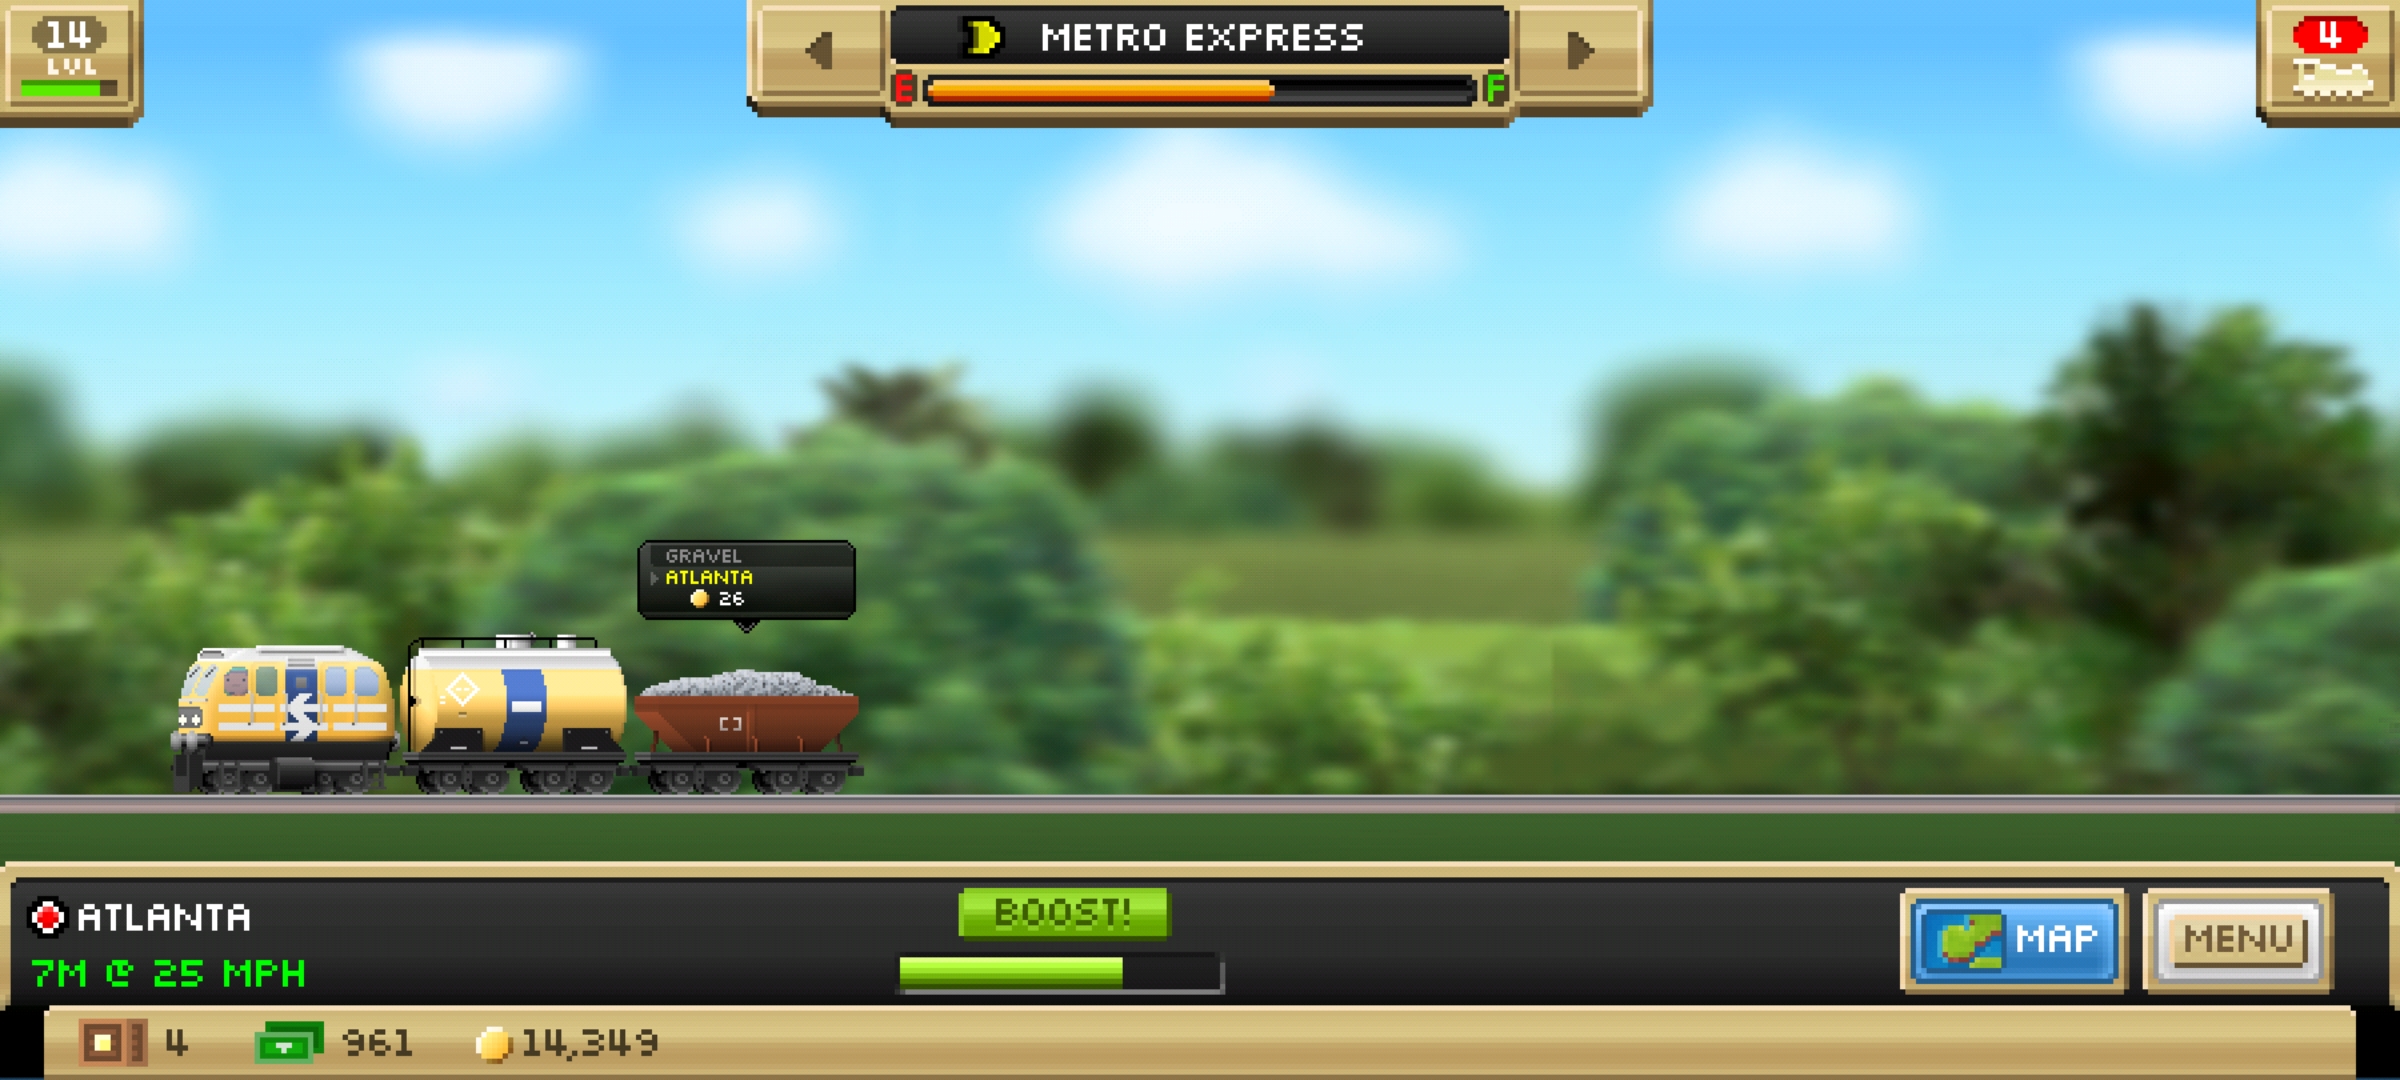 14
LVL
METRO EXPRESS
E F
4
GRAVEL
ATLANTA
26
ATLANTA
7M @ 25 MPH
BOOST!
MAP
MENU
4 961 14,349